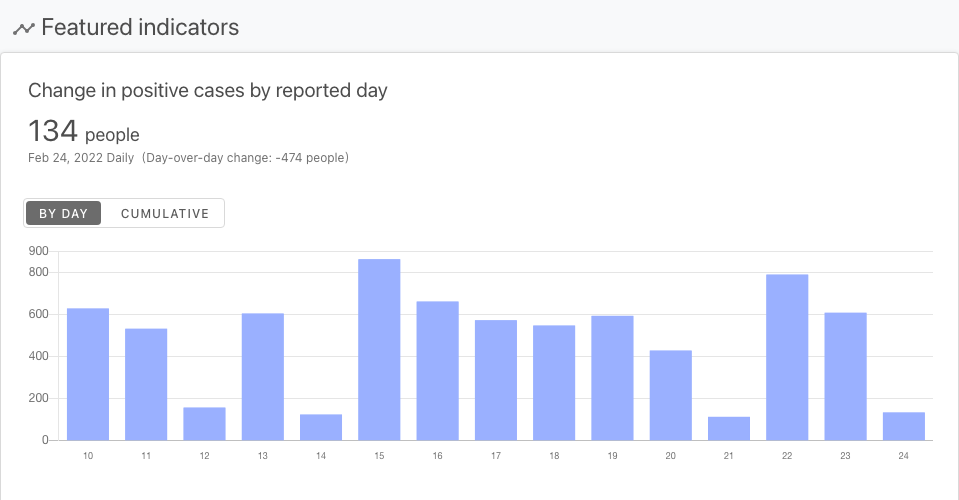 Featured indicators
Change in positive cases by reported day
134 people
Feb 24, 2022 Daily (Day-over-day change: -474 people)
BY DAY CUMULATIVE
900
800
600
400
200
0
10 11 12 13 14 15 16 17 18 19 20 21 22 23 24